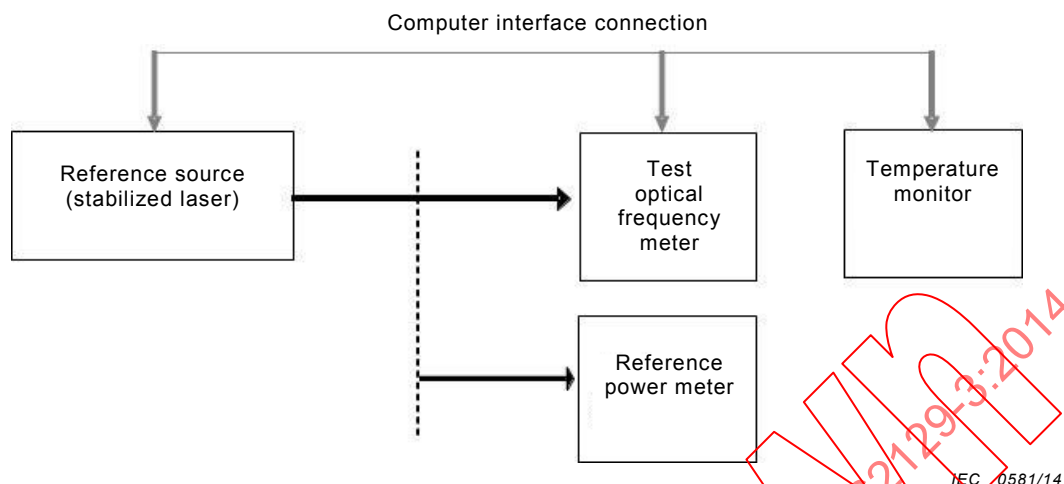 Computer interface connection
Reference source
(stabilized laser)
Test
optical
frequency
meter
Temperature
monitor
Reference
power meter
IEC 0581/14